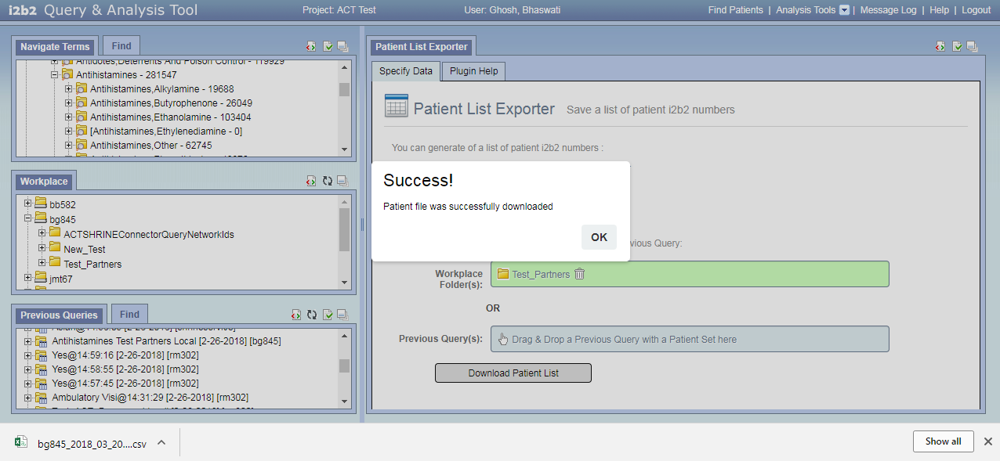 i2b2 Query & Analysis Tool
Project: ACT Test
User: Ghosh, Bhaswati
Find Patients | Analysis Tools | Message Log | Help | Logout
Navigate Terms
Find
Antidotes,Deterrents And Poison Control - 119929
Antihistamines - 281547
Antihistamines,Alkylamine - 19688
Antihistamines,Butyrophenone - 26049
Antihistamines,Ethanolamine - 103404
[Antihistamines,Ethylenediamine - 0]
Antihistamines,Other - 62745
Workplace
bb582
bg845
ACTSHRINEConnectorQueryNetworkIds
New_Test
Test_Partners
jmt67
Previous Queries
Find
Antihistamines Test Partners Local [2-26-2018] [bg845]
Yes@14:59:16 [2-26-2018] [rm302]
Yes@14:58:55 [2-26-2018] [rm302]
Yes@14:57:45 [2-26-2018] [rm302]
Ambulatory Visi@14:31:29 [2-26-2018] [rm302]
Patient List Exporter
Specify Data
Plugin Help
Patient List Exporter
Save a list of patient i2b2 numbers
You can generate of a list of patient i2b2 numbers :
Success!
Patient file was successfully downloaded
OK
vious Query:
Workplace
Folder(s):
Test_Partners
OR
Previous Query(s):
Drag & Drop a Previous Query with a Patient Set here
Download Patient List
bg845_2018_03_20....csv
Show all